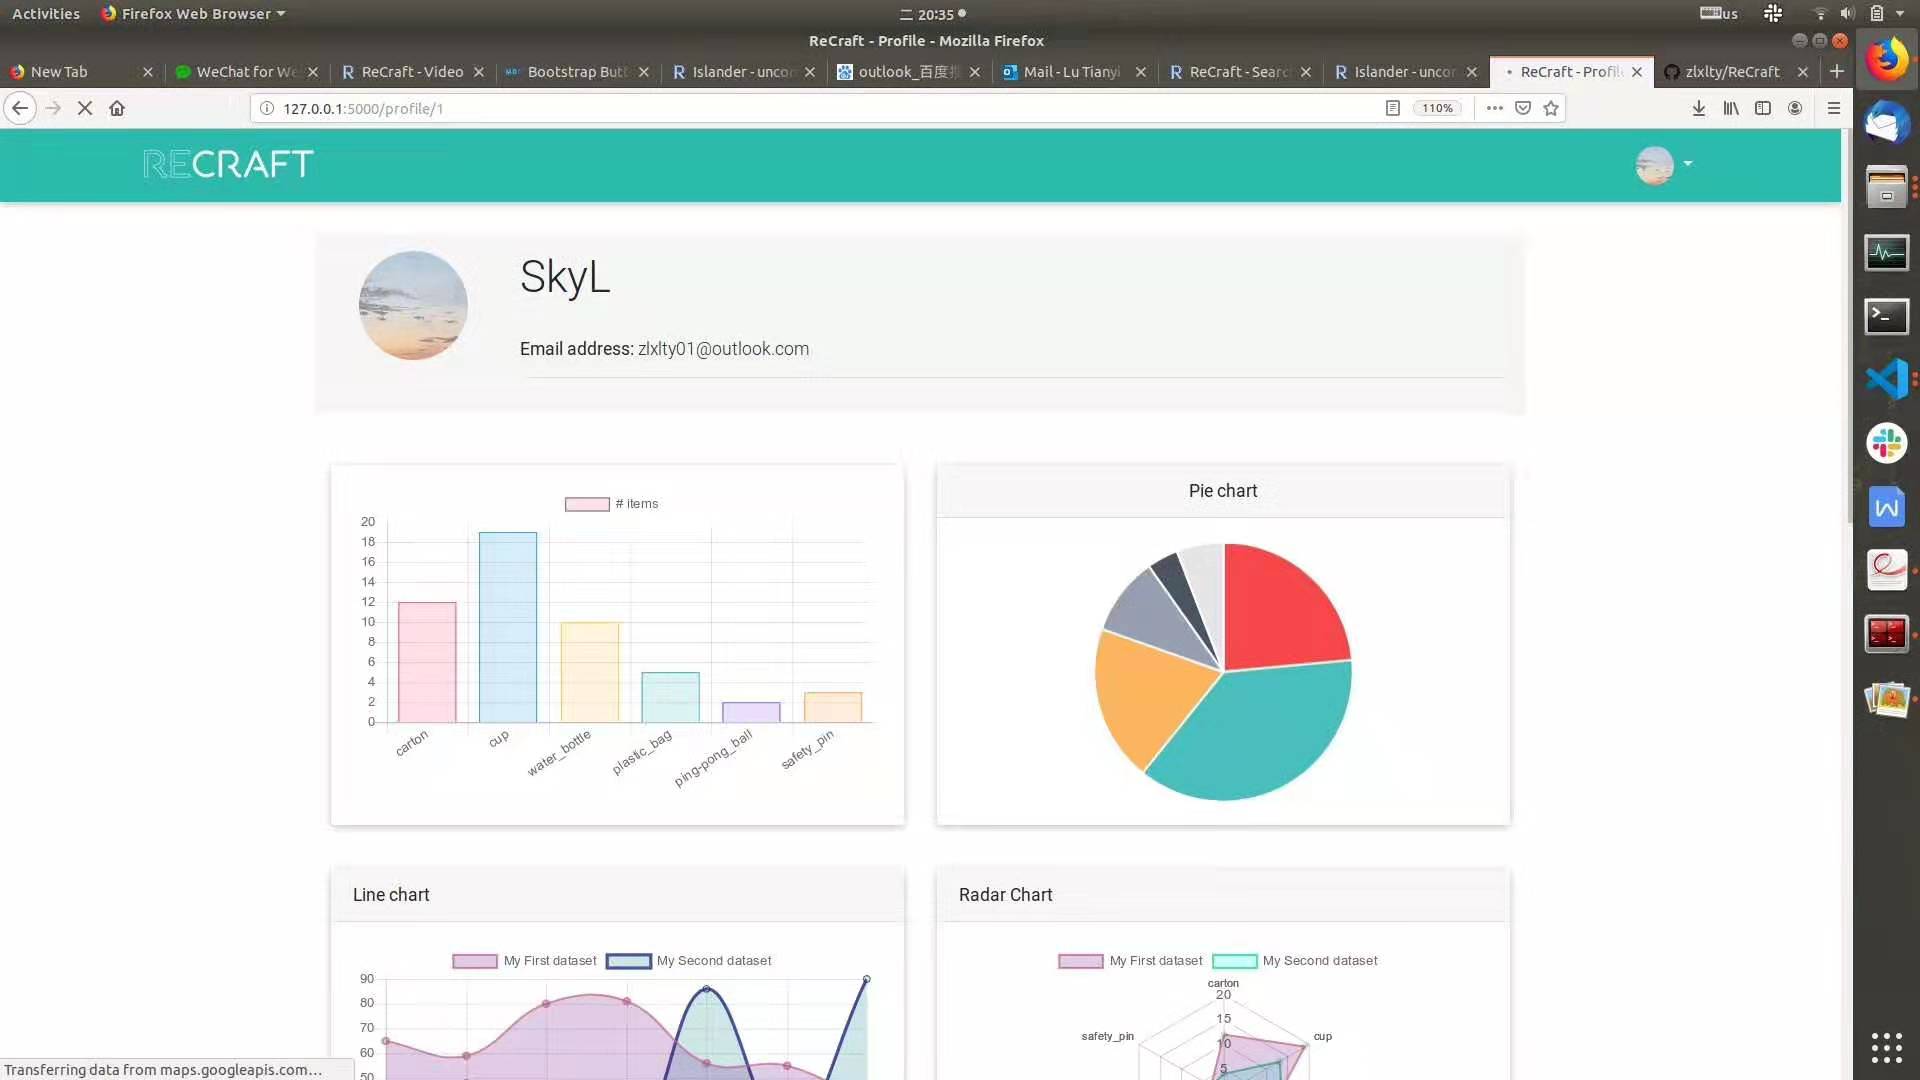 Activities Firefox Web Browser 二 20:35 us
ReCraft - Profile - Mozilla Firefox
New Tab WeChat for We R ReCraft - Video Bootstrap Butt R Islander - uncor outlook_百度 Mail - Lu Tianyi R ReCraft - Searc R Islander - uncor ReCraft - Profile zlxlty/ReCraft
127.0.0.1:5000/profile/1 110%
RECRAFT
SkyL
Email address: zlxlty01@outlook.com
# items
20
18
16
14
12
10
8
6
4
2
0
carton cup water_bottle plastic_bag ping-pong_ball safety_pin
Pie chart
Line chart
My First dataset My Second dataset
90
80
70
60
50
Radar Chart
My First dataset My Second dataset
carton
20
15
safety_pin cup
10
5
Transferring data from maps.googleapis.com…